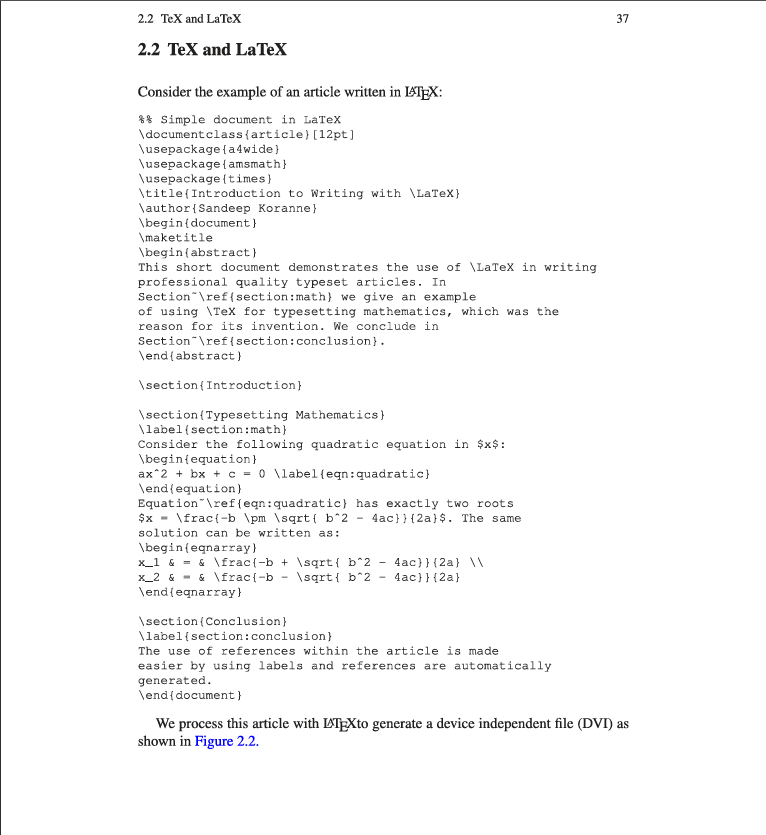 2.2 TeX and LaTeX 37
2.2 TeX and LaTeX
Consider the example of an article written in LATEX:
%% Simple document in LaTeX
\documentclass{article}[12pt]
\usepackage{a4wide}
\usepackage{amsmath}
\usepackage{times}
\title{Introduction to Writing with \LaTeX}
\author{Sandeep Koranne}
\begin{document}
\maketitle
\begin{abstract}
This short document demonstrates the use of \LaTeX in writing
professional quality typeset articles. In
Section~\ref{section:math} we give an example
of using \TeX for typesetting mathematics, which was the
reason for its invention. We conclude in
Section~\ref{section:conclusion}.
\end{abstract}
\section{Introduction}
\section{Typesetting Mathematics}
\label{section:math}
Consider the following quadratic equation in $x$:
\begin{equation}
ax^2 + bx + c = 0 \label{eqn:quadratic}
\end{equation}
Equation~\ref{eqn:quadratic} has exactly two roots
$x = \frac{-b \pm \sqrt{ b^2 - 4ac}}{2a}$. The same
solution can be written as:
\begin{eqnarray}
x_1 & = & \frac{-b + \sqrt{ b^2 - 4ac}}{2a} \\
x_2 & = & \frac{-b - \sqrt{ b^2 - 4ac}}{2a}
\end{eqnarray}
\section{Conclusion}
\label{section:conclusion}
The use of references within the article is made
easier by using labels and references are automatically
generated.
\end{document}
We process this article with LATEXto generate a device independent file (DVI) as
shown in Figure 2.2.